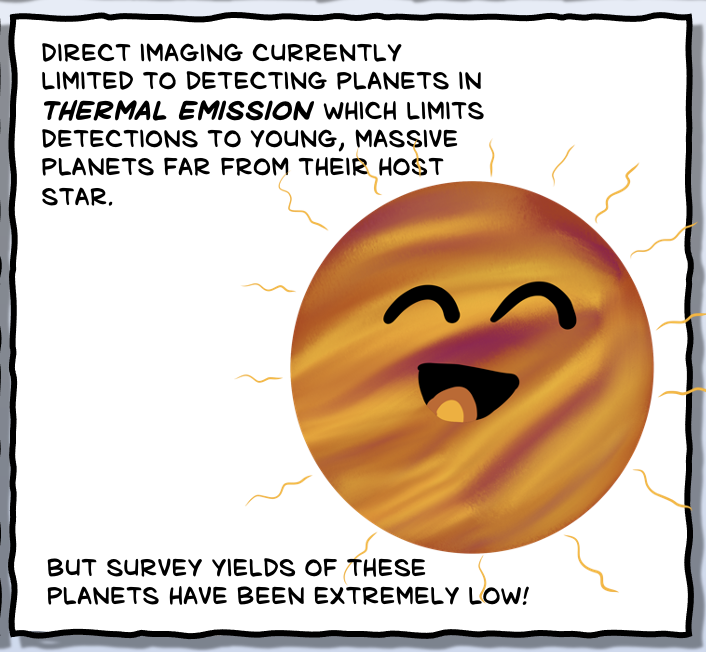 DIRECT IMAGING CURRENTLY
LIMITED TO DETECTING PLANETS IN
THERMAL EMISSION WHICH LIMITS
DETECTIONS TO YOUNG, MASSIVE
PLANETS FAR FROM THEIR HOST
STAR.
BUT SURVEY YIELDS OF THESE
PLANETS HAVE BEEN EXTREMELY LOW!